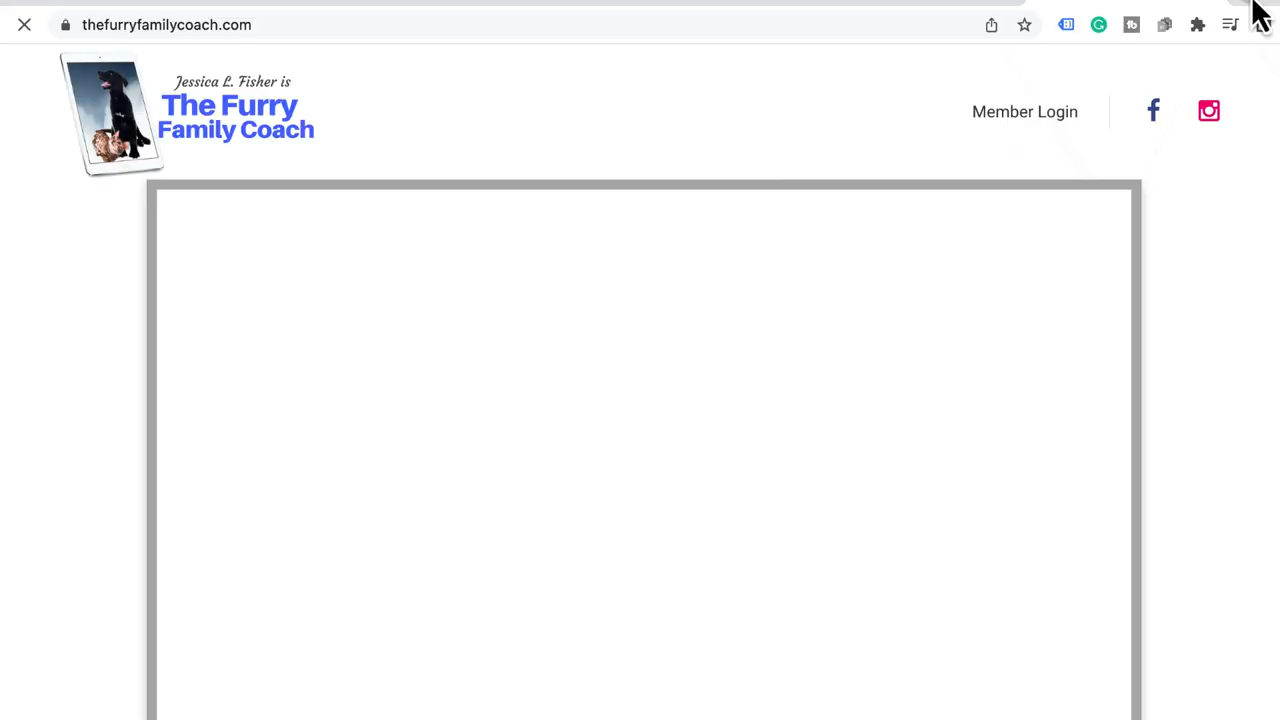 thefurryfamilycoach.com
Jessica L. Fisher is
The Furry
Family Coach
Member Login